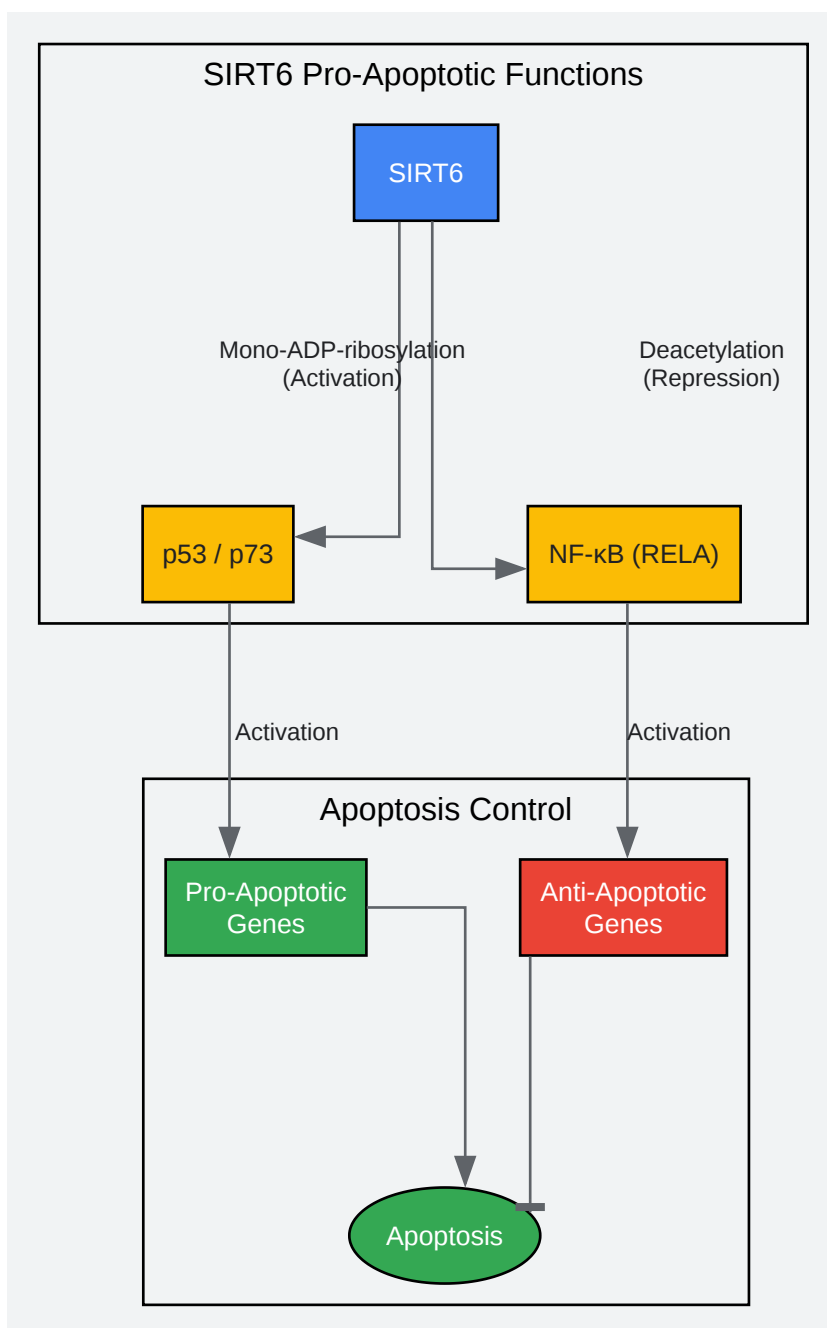 SIRT6 Pro-Apoptotic Functions
SIRT6
Mono-ADP-ribosylation
(Activation)
Deacetylation
(Repression)
p53 / p73
NF-κB (RELA)
Activation
Activation
Apoptosis Control
Pro-Apoptotic
Genes
Anti-Apoptotic
Genes
Apoptosis